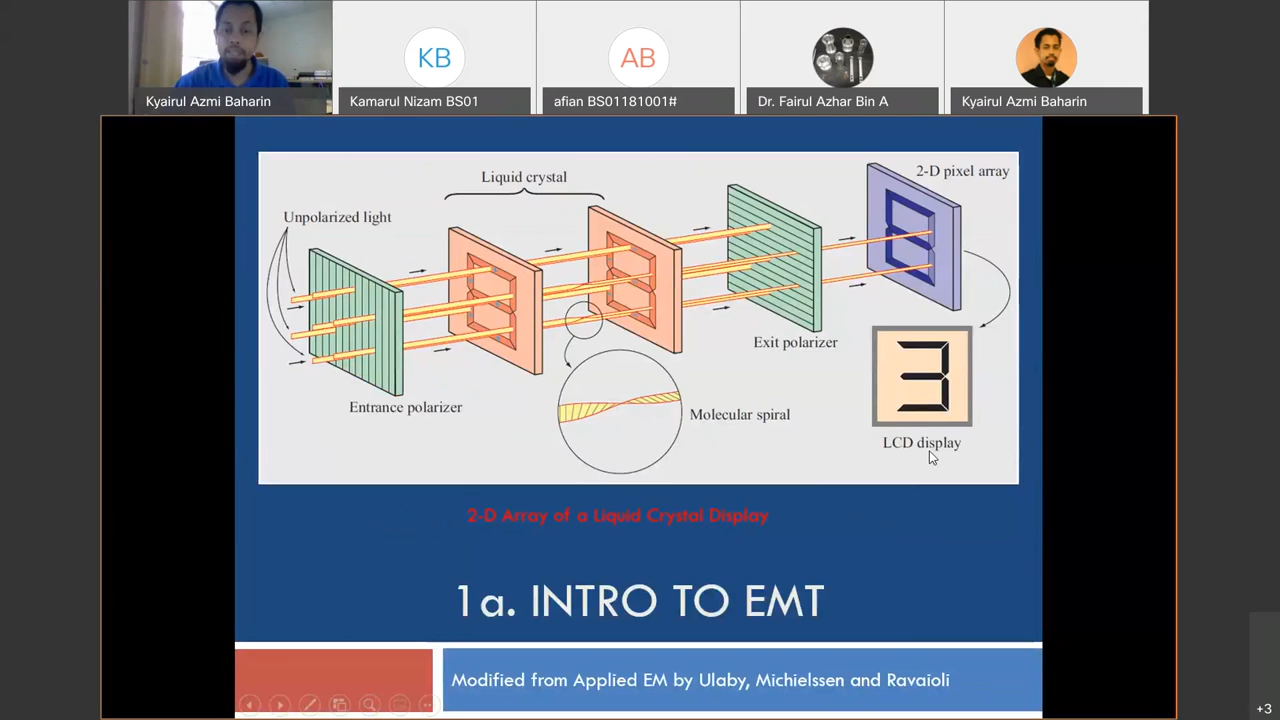 KB
AB
Kyairul Azmi Baharin
Kamarul Nizam BS01
afian BS01181001#
Dr. Fairul Azhar Bin A
Kyairul Azmi Baharin
Liquid crystal
2-D pixel array
Unpolarized light
Exit polarizer
Entrance polarizer
Molecular spiral
3
LCD display
2-D Array of a Liquid Crystal Display
1a. INTRO TO EMT
Modified from Applied EM by Ulaby, Michielssen and Ravaioli
+3